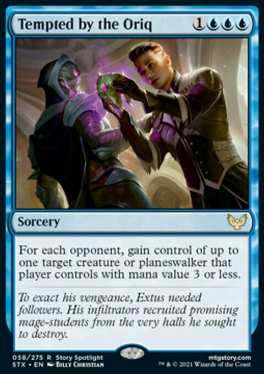 Tempted by the Oriq 1
Sorcery
For each opponent, gain control of up to
one target creature or planeswalker that
player controls with mana value 3 or less.
To exact his vengeance, Extus needed
followers. His infiltrators recruited promising
mage-students from the very halls he sought
to destroy.
058/275 R Story Spotlight
STX • EN Billy Christian
mtgstory.com
™ & © 2021 Wizards of the Coast